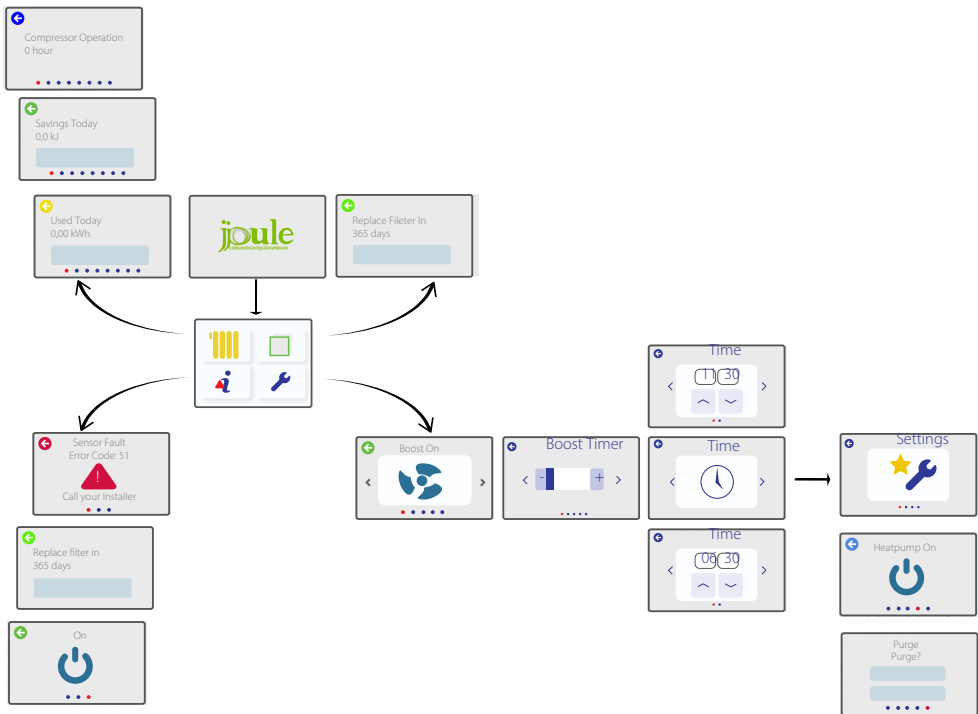 Compressor Operation
0 hour
Savings Today
0,0 kJ
Used Today
0,00 kWh
joule
Replace Fileter In
365 days
Sensor Fault
Error Code: 51
!
Call your Installer
Replace filter in
365 days
On
Boost On
Boost Timer
- +
Time
11 30
Time
Time
06 30
Settings
Heatpump On
Purge
Purge?